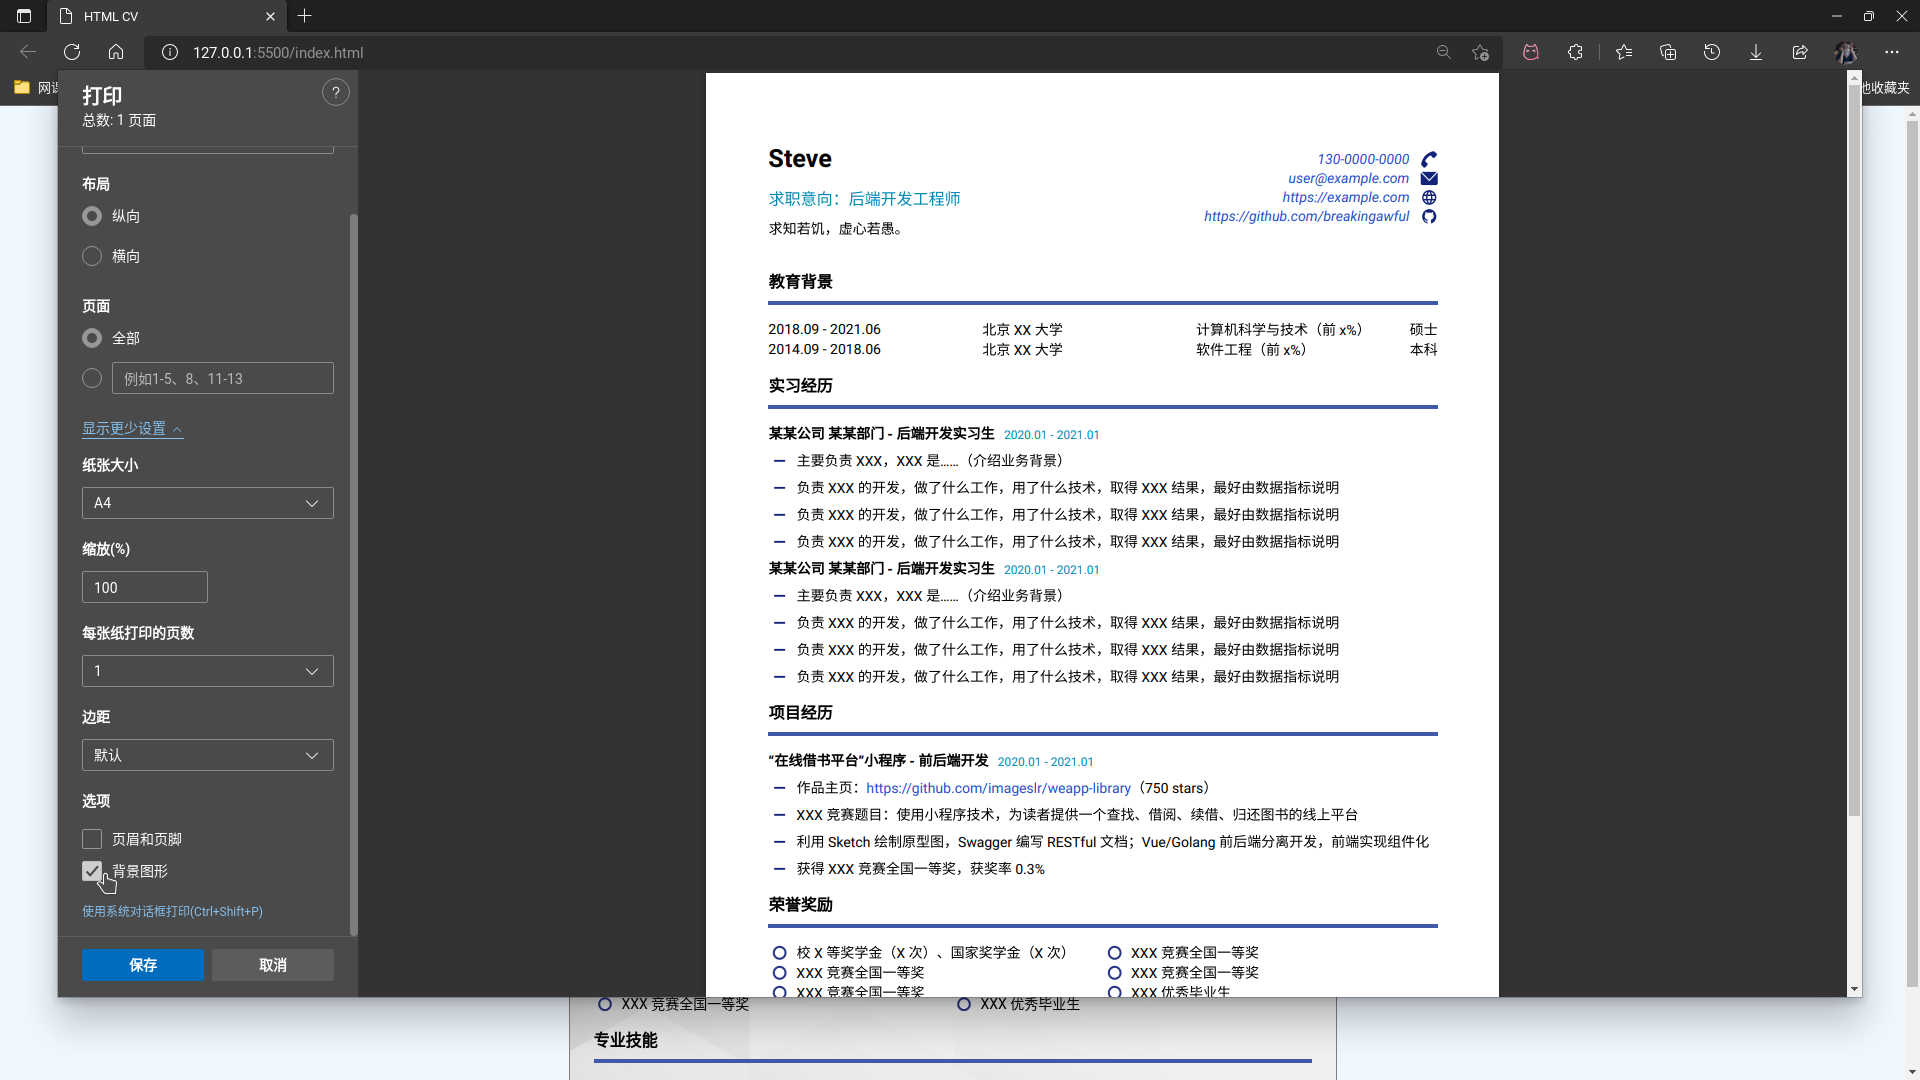 HTML CV
127.0.0.1:5500/index.html
打印
总数: 1 页面
?
布局
纵向
横向
页面
全部
例如1-5、8、11-13
显示更少设置
纸张大小
A4
缩放(%)
100
每张纸打印的页数
1
边距
默认
选项
页眉和页脚
背景图形
使用系统对话框打印(Ctrl+Shift+P)
保存
取消
收藏夹
Steve
130-0000-0000
user@example.com
https://example.com
https://github.com/breakingawful
求职意向：后端开发工程师
求知若饥，虚心若愚。
教育背景
2018.09 - 2021.06 北京 XX 大学 计算机科学与技术（前 x%） 硕士
2014.09 - 2018.06 北京 XX 大学 软件工程（前 x%） 本科
实习经历
某某公司 某某部门 - 后端开发实习生 2020.01 - 2021.01
主要负责 XXX，XXX 是……（介绍业务背景）
负责 XXX 的开发，做了什么工作，用了什么技术，取得 XXX 结果，最好由数据指标说明
负责 XXX 的开发，做了什么工作，用了什么技术，取得 XXX 结果，最好由数据指标说明
负责 XXX 的开发，做了什么工作，用了什么技术，取得 XXX 结果，最好由数据指标说明
某某公司 某某部门 - 后端开发实习生 2020.01 - 2021.01
主要负责 XXX，XXX 是……（介绍业务背景）
负责 XXX 的开发，做了什么工作，用了什么技术，取得 XXX 结果，最好由数据指标说明
负责 XXX 的开发，做了什么工作，用了什么技术，取得 XXX 结果，最好由数据指标说明
负责 XXX 的开发，做了什么工作，用了什么技术，取得 XXX 结果，最好由数据指标说明
项目经历
“在线借书平台”小程序 - 前后端开发 2020.01 - 2021.01
作品主页：https://github.com/imageslr/weapp-library（750 stars）
XXX 竞赛题目：使用小程序技术，为读者提供一个查找、借阅、续借、归还图书的线上平台
利用 Sketch 绘制原型图，Swagger 编写 RESTful 文档；Vue/Golang 前后端分离开发，前端实现组件化
获得 XXX 竞赛全国一等奖，获奖率 0.3%
荣誉奖励
校 X 等奖学金（X 次）、国家奖学金（X 次） XXX 竞赛全国一等奖
XXX 竞赛全国一等奖 XXX 竞赛全国一等奖
XXX 竞赛全国一等奖 XXX 优秀毕业生
XXX 竞赛全国一等奖 XXX 优秀毕业生
专业技能